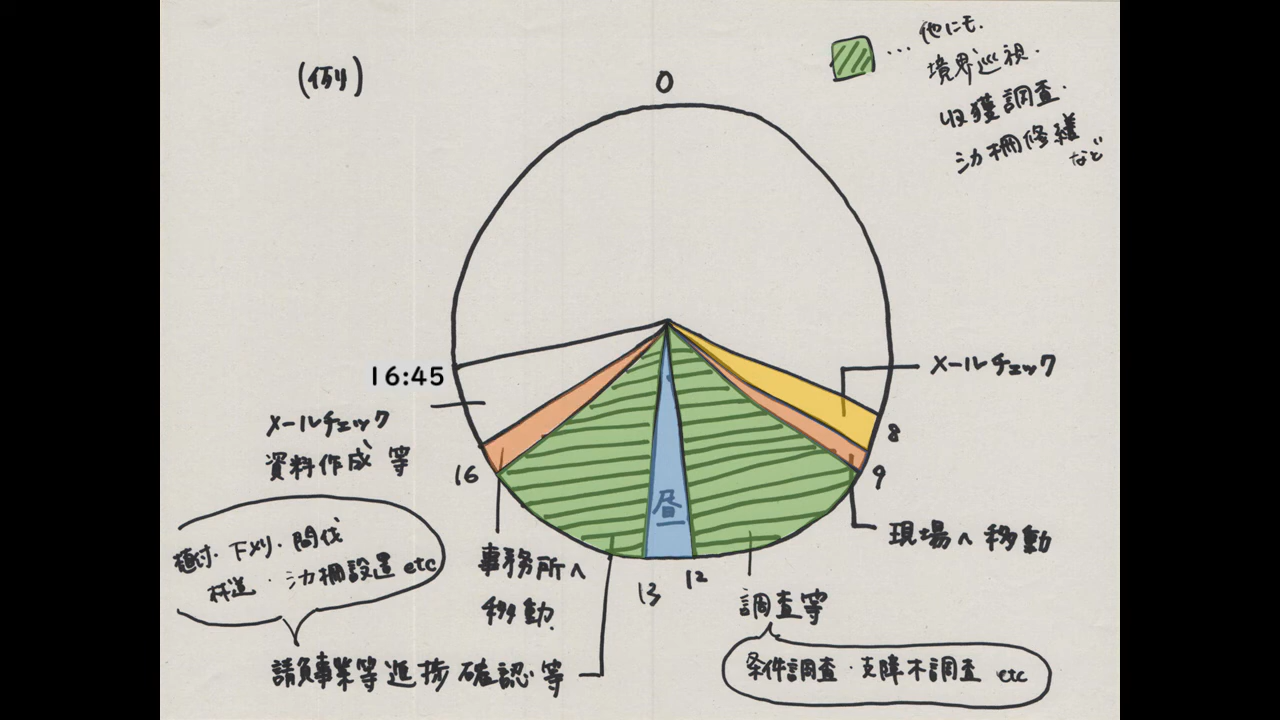 (例)
0
…他にも.
境界巡視.
収獲調査.
シカ柵修繕
など
メールチェック
8
9
現場へ移動
12
調査等
条件調査・支障木調査 etc
昼
13
16:45
メールチェック
資料作成 等
16
事務所へ
移動.
植付・下刈・間伐
・シカ柵設置 etc
請負事業等進捗確認等